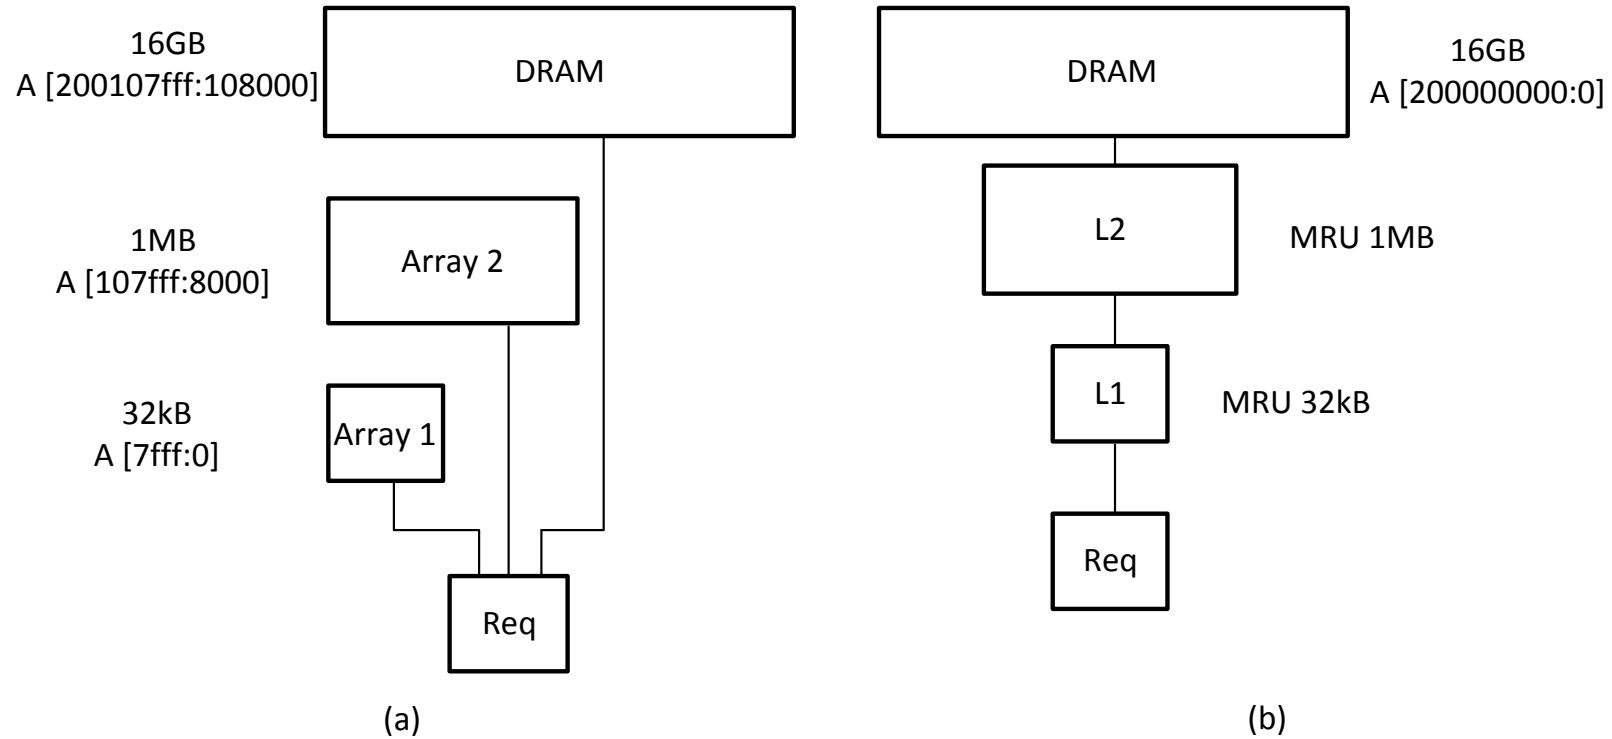 16GB
A [200107fff:108000]
DRAM
1MB
A [107fff:8000]
Array 2
32kB
A [7fff:0]
Array 1
Req
(a)
DRAM
16GB
A [200000000:0]
L2
MRU 1MB
L1
MRU 32kB
Req
(b)